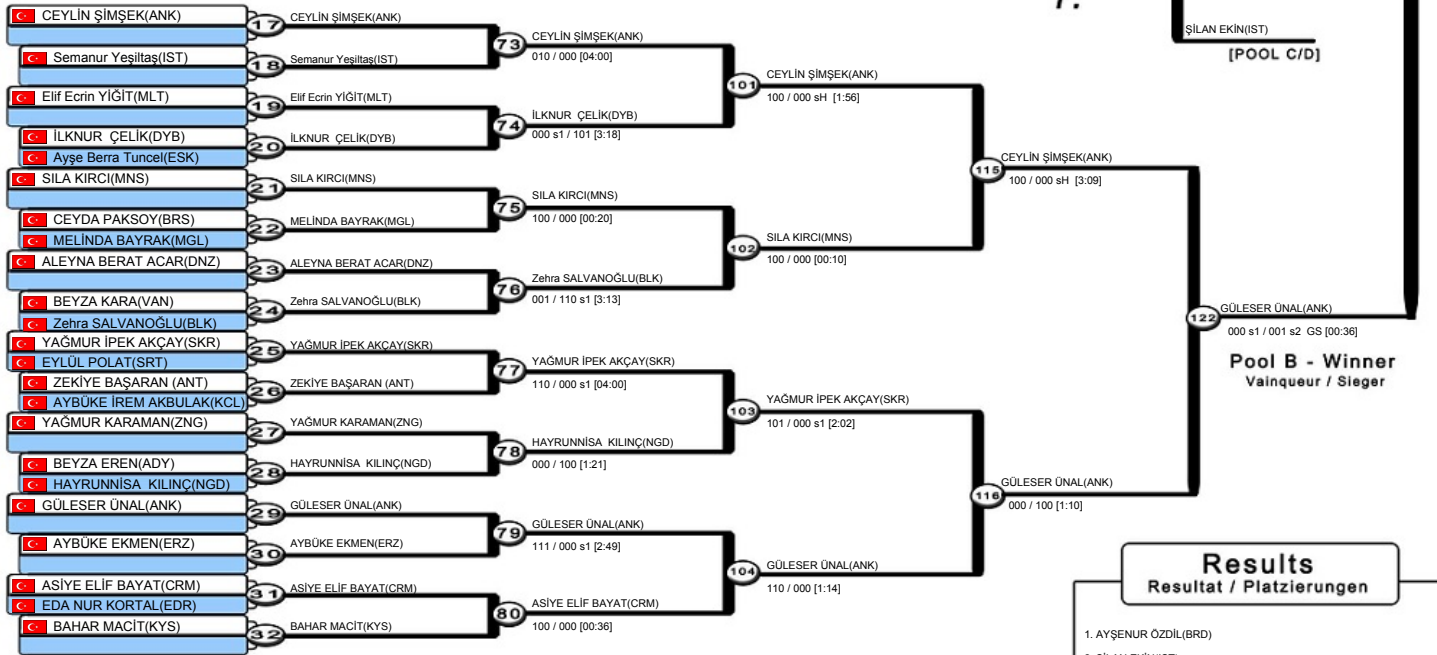 CEYLİN ŞİMŞEK(ANK)
Semanur Yeşiltaş(IST)
Elif Ecrin YİĞİT(MLT)
İLKNUR ÇELİK(DYB)
Ayşe Berra Tuncel(ESK)
SILA KIRCI(MNS)
CEYDA PAKSOY(BRS)
MELİNDA BAYRAK(MGL)
ALEYNA BERAT ACAR(DNZ)
BEYZA KARA(VAN)
Zehra SALVANOĞLU(BLK)
YAĞMUR İPEK AKÇAY(SKR)
EYLÜL POLAT(SRT)
ZEKİYE BAŞARAN (ANT)
AYBÜKE İREM AKBULAK(KCL)
YAĞMUR KARAMAN(ZNG)
BEYZA EREN(ADY)
HAYRUNNİSA KILINÇ(NGD)
GÜLESER ÜNAL(ANK)
AYBÜKE EKMEN(ERZ)
ASİYE ELİF BAYAT(CRM)
EDA NUR KORTAL(EDR)
BAHAR MACİT(KYS)
17 CEYLİN ŞİMŞEK(ANK)
18 Semanur Yeşiltaş(IST)
19 Elif Ecrin YİĞİT(MLT)
20 İLKNUR ÇELİK(DYB)
21 SILA KIRCI(MNS)
22 MELİNDA BAYRAK(MGL)
23 ALEYNA BERAT ACAR(DNZ)
24 Zehra SALVANOĞLU(BLK)
25 YAĞMUR İPEK AKÇAY(SKR)
26 ZEKİYE BAŞARAN (ANT)
27 YAĞMUR KARAMAN(ZNG)
28 HAYRUNNİSA KILINÇ(NGD)
29 GÜLESER ÜNAL(ANK)
30 AYBÜKE EKMEN(ERZ)
31 ASİYE ELİF BAYAT(CRM)
32 BAHAR MACİT(KYS)
73 CEYLİN ŞİMŞEK(ANK)
010 / 000 [04:00]
74 İLKNUR ÇELİK(DYB)
000 s1 / 101 [3:18]
75 SILA KIRCI(MNS)
100 / 000 [00:20]
76 Zehra SALVANOĞLU(BLK)
001 / 110 s1 [3:13]
77 YAĞMUR İPEK AKÇAY(SKR)
110 / 000 s1 [04:00]
78 HAYRUNNİSA KILINÇ(NGD)
000 / 100 [1:21]
79 GÜLESER ÜNAL(ANK)
111 / 000 s1 [2:49]
80 ASİYE ELİF BAYAT(CRM)
100 / 000 [00:36]
101 CEYLİN ŞİMŞEK(ANK)
100 / 000 sH [1:56]
102 SILA KIRCI(MNS)
100 / 000 [00:10]
103 YAĞMUR İPEK AKÇAY(SKR)
101 / 000 s1 [2:02]
104 GÜLESER ÜNAL(ANK)
110 / 000 [1:14]
115 CEYLİN ŞİMŞEK(ANK)
100 / 000 sH [3:09]
116 GÜLESER ÜNAL(ANK)
000 / 100 [1:10]
ŞİLAN EKİN(IST)
[POOL C/D]
122 GÜLESER ÜNAL(ANK)
000 s1 / 001 s2 GS [00:36]
Pool B - Winner
Vainqueur / Sieger
Results
Resultat / Platzierungen
1. AYŞENUR ÖZDİL(BRD)